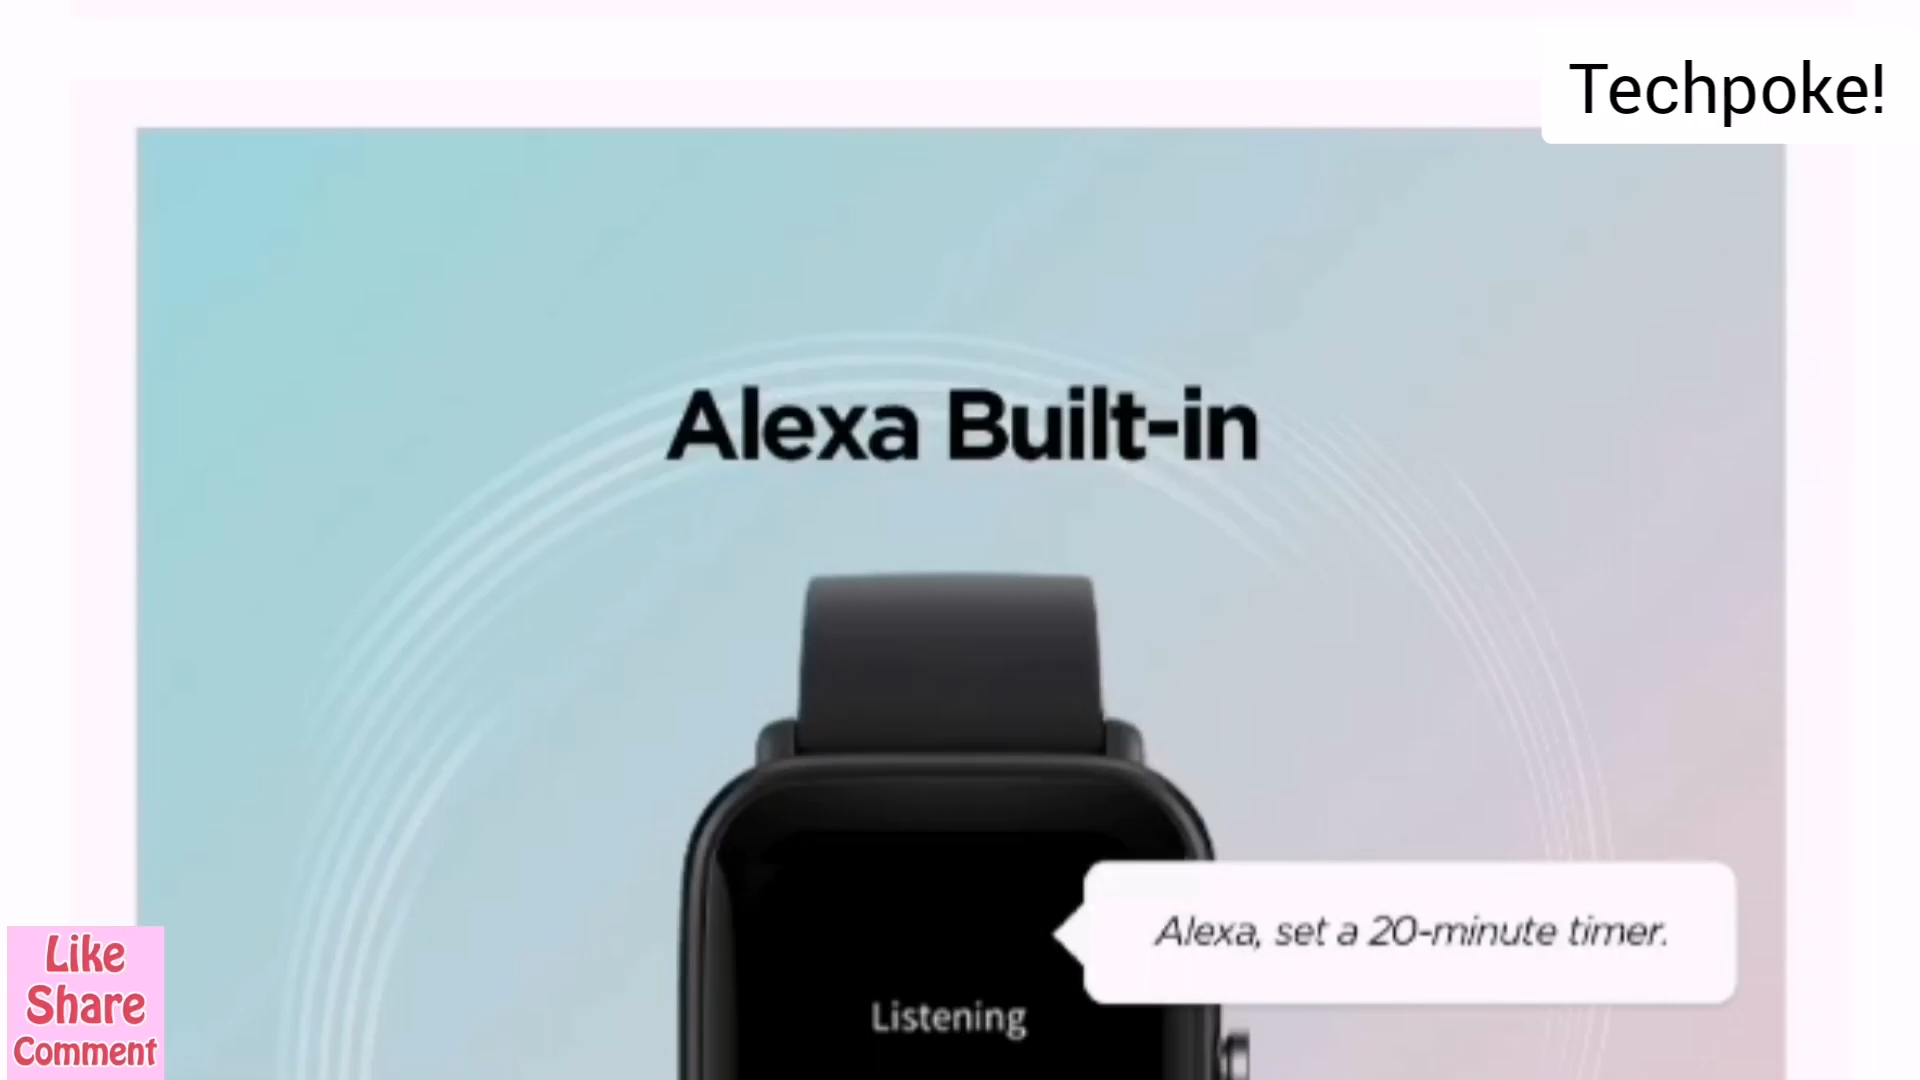 Techpoke!
Alexa Built-in
Alexa, set a 20-minute timer.
Listening
Like
Share
Comment